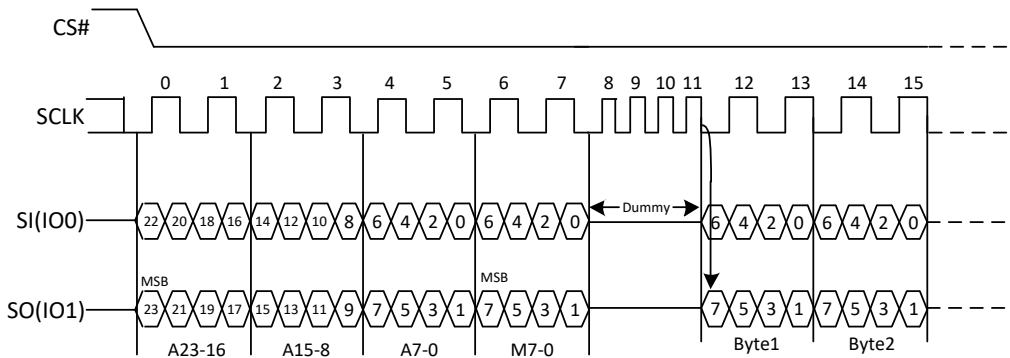 CS#
0 1 2 3 4 5 6 7 8 9 10 11 12 13 14 15
SCLK
SI(IO0) 22 20 18 16 14 12 10 8 6 4 2 0 6 4 2 0 Dummy 6 4 2 0 6 4 2 0
MSB MSB
SO(IO1) 23 21 19 17 15 13 11 9 7 5 3 1 7 5 3 1 7 5 3 1 7 5 3 1
A23-16 A15-8 A7-0 M7-0 Byte1 Byte2